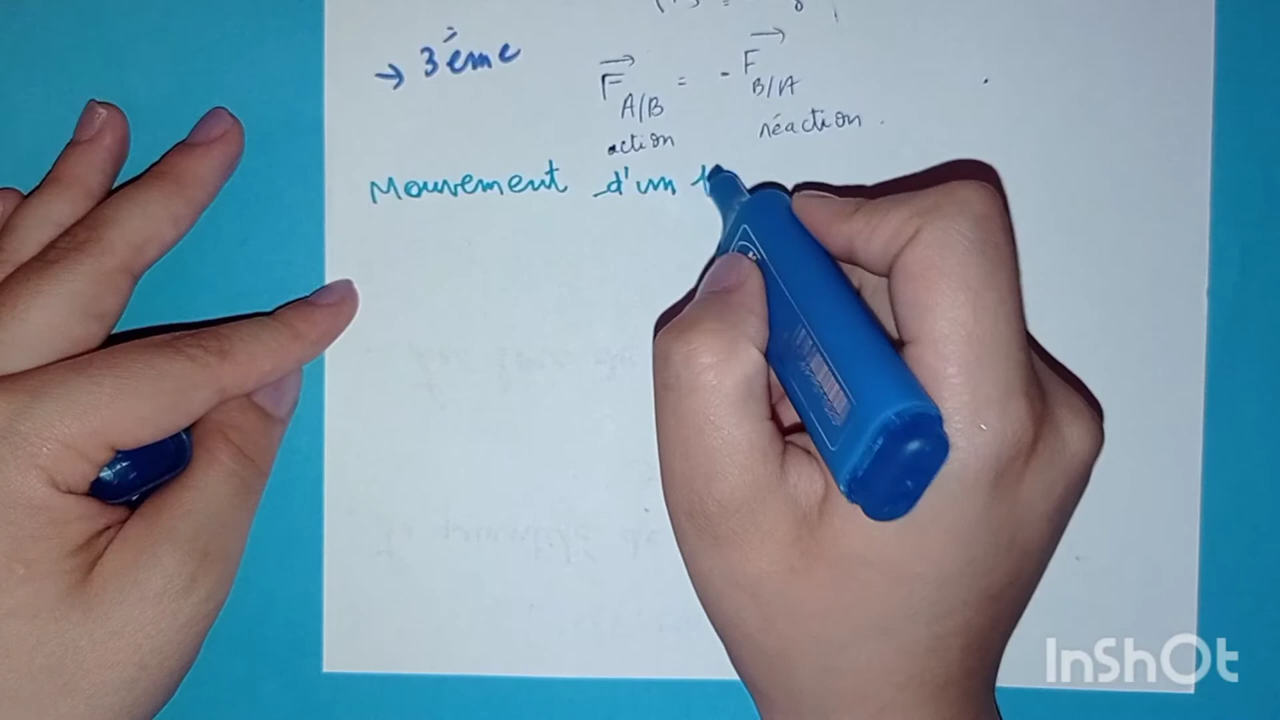 → 3ème
F A/B = - F B/A
action réaction.
Mouvement d'un
InShOt